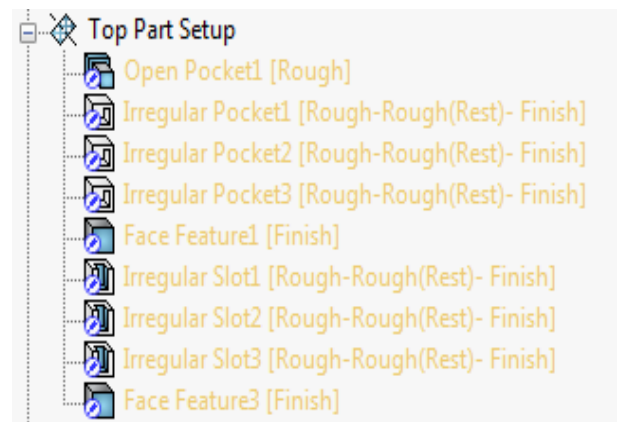 Top Part Setup
Open Pocket1 [Rough]
Irregular Pocket1 [Rough-Rough(Rest)- Finish]
Irregular Pocket2 [Rough-Rough(Rest)- Finish]
Irregular Pocket3 [Rough-Rough(Rest)- Finish]
Face Feature1 [Finish]
Irregular Slot1 [Rough-Rough(Rest)- Finish]
Irregular Slot2 [Rough-Rough(Rest)- Finish]
Irregular Slot3 [Rough-Rough(Rest)- Finish]
Face Feature3 [Finish]